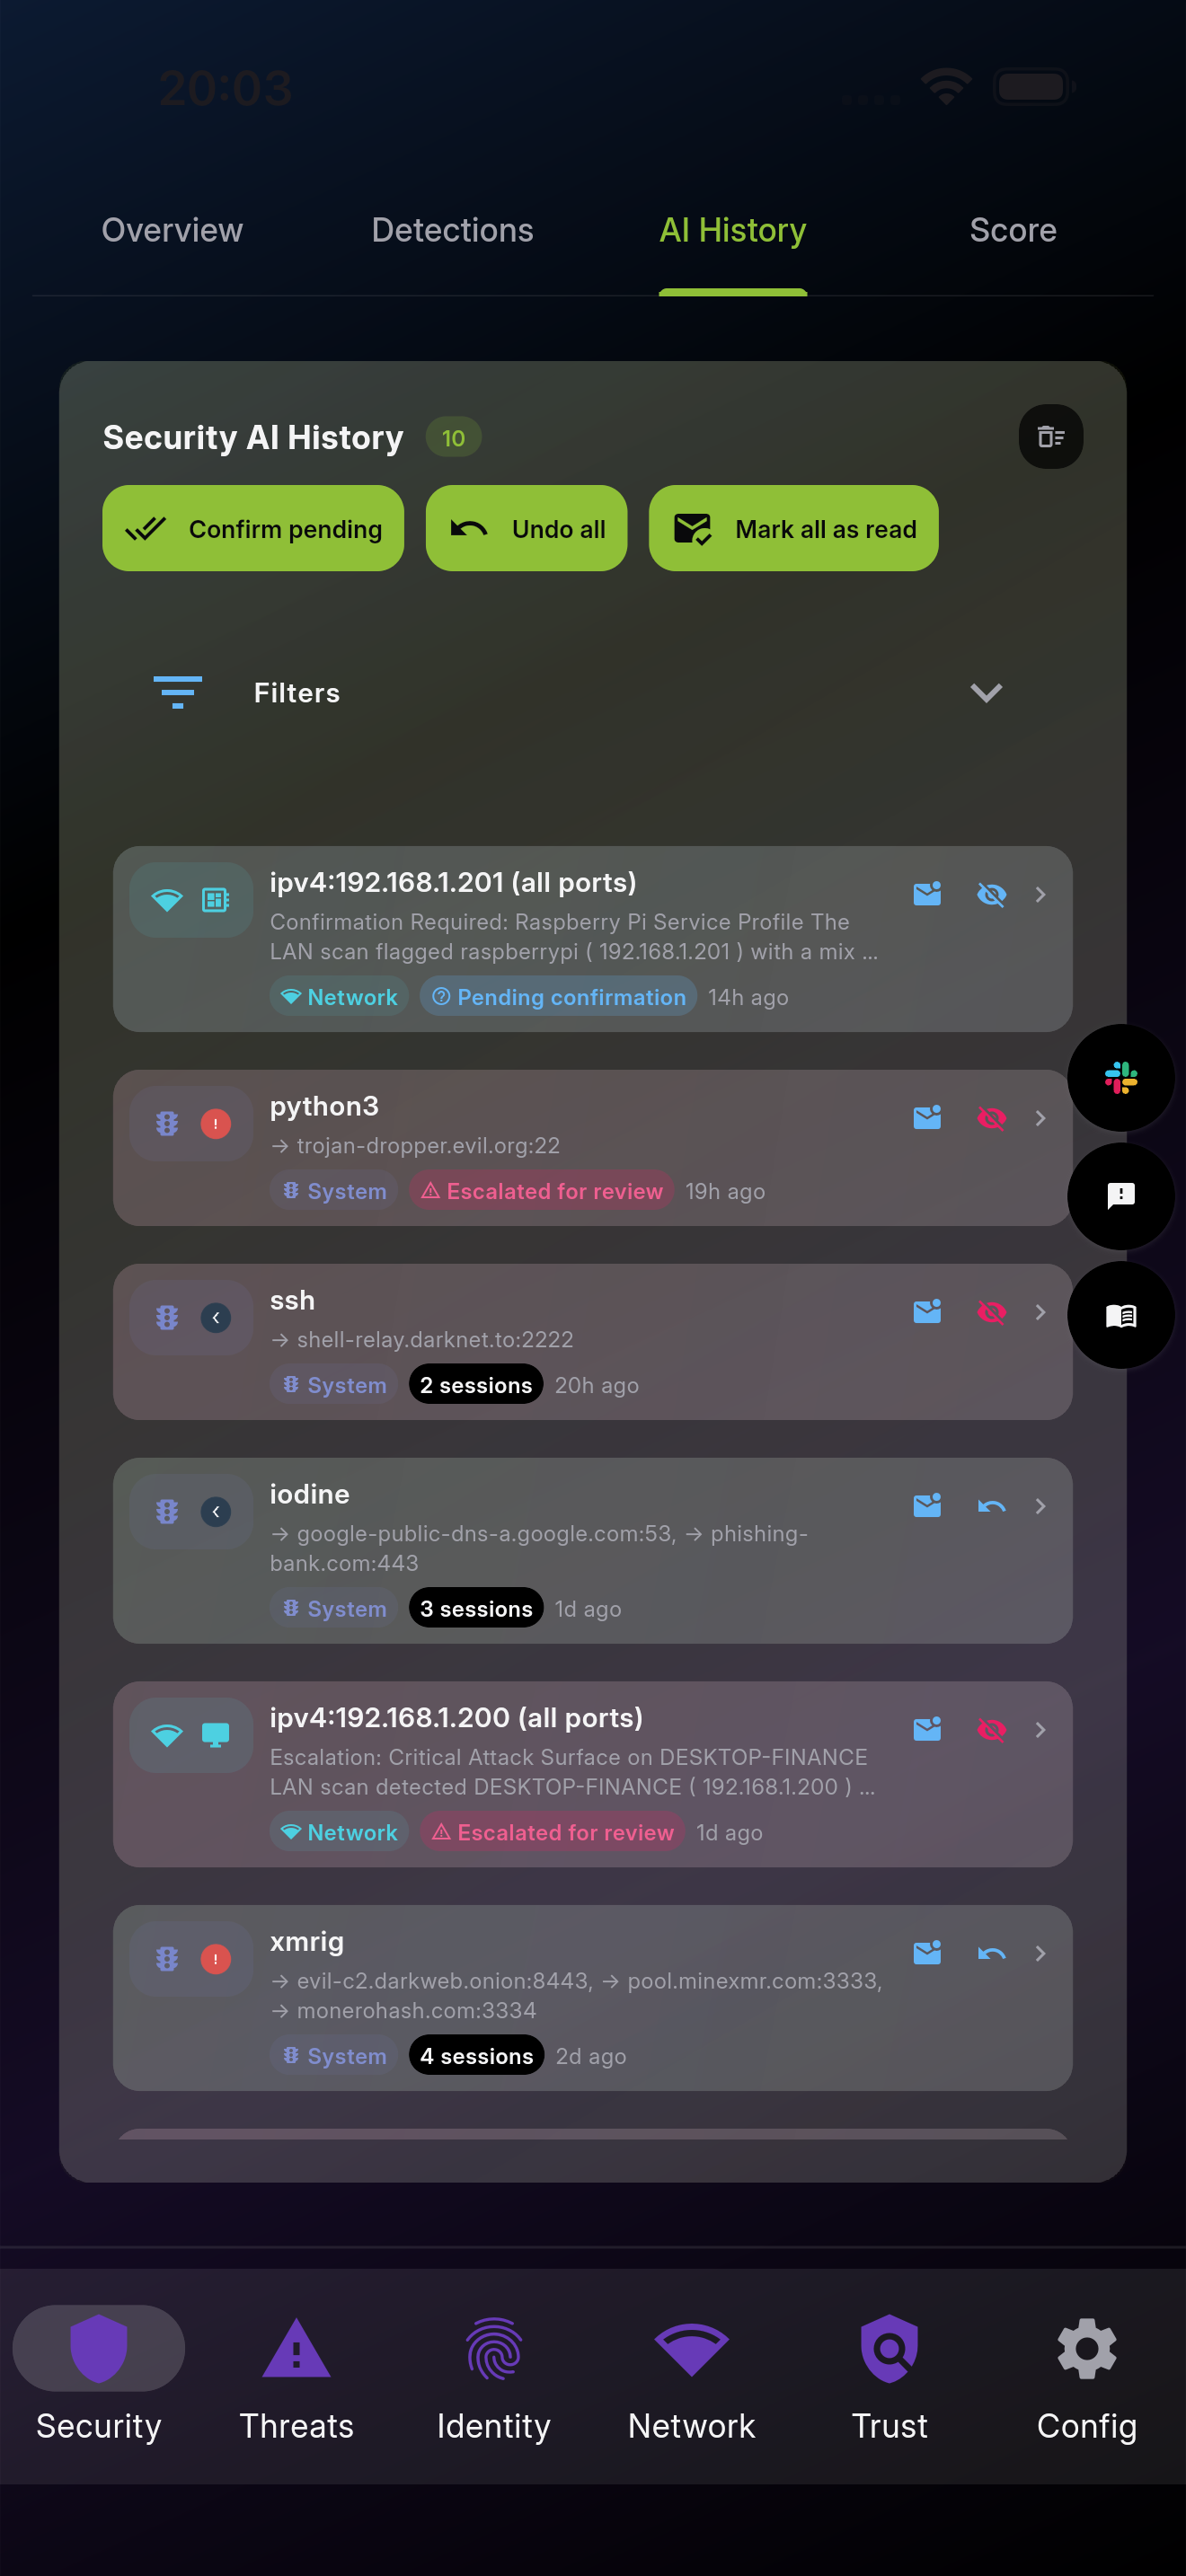 20:03
Overview
Detections
AI History
Score
Security AI History
10
Confirm pending
Undo all
Mark all as read
Filters
ipv4:192.168.1.201 (all ports)
Confirmation Required: Raspberry Pi Service Profile The
LAN scan flagged raspberrypi ( 192.168.1.201 ) with a mix ...
Network
Pending confirmation
14h ago
python3
→ trojan-dropper.evil.org:22
System
Escalated for review
19h ago
ssh
→ shell-relay.darknet.to:2222
System
2 sessions
20h ago
iodine
→ google-public-dns-a.google.com:53, → phishing-
bank.com:443
System
3 sessions
1d ago
ipv4:192.168.1.200 (all ports)
Escalation: Critical Attack Surface on DESKTOP-FINANCE
LAN scan detected DESKTOP-FINANCE ( 192.168.1.200 ) ...
Network
Escalated for review
1d ago
xmrig
→ evil-c2.darkweb.onion:8443, → pool.minexmr.com:3333,
→ monerohash.com:3334
System
4 sessions
2d ago
Security
Threats
Identity
Network
Trust
Config